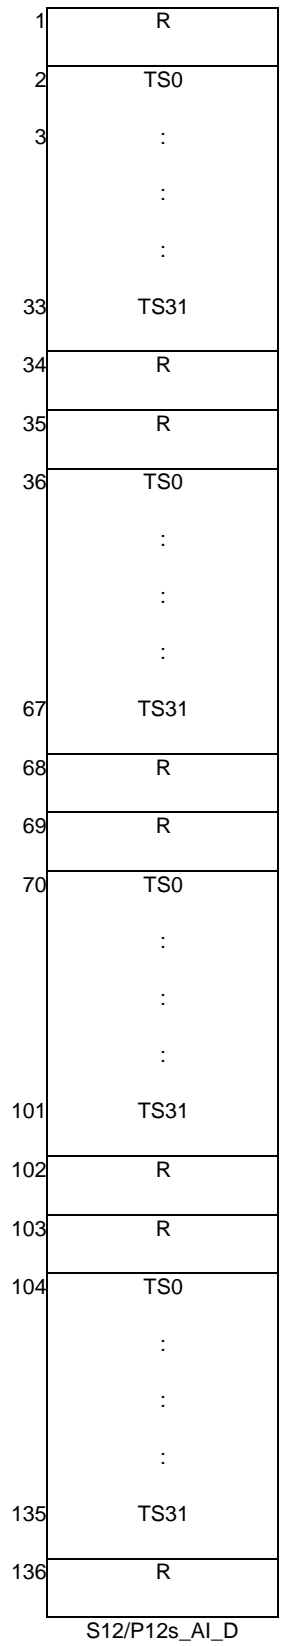 1 R
2 TS0
3 :
:
:
33 TS31
34 R
35 R
36 TS0
:
:
:
67 TS31
68 R
69 R
70 TS0
:
:
:
101 TS31
102 R
103 R
104 TS0
:
:
:
135 TS31
136 R
S12/P12s_AI_D